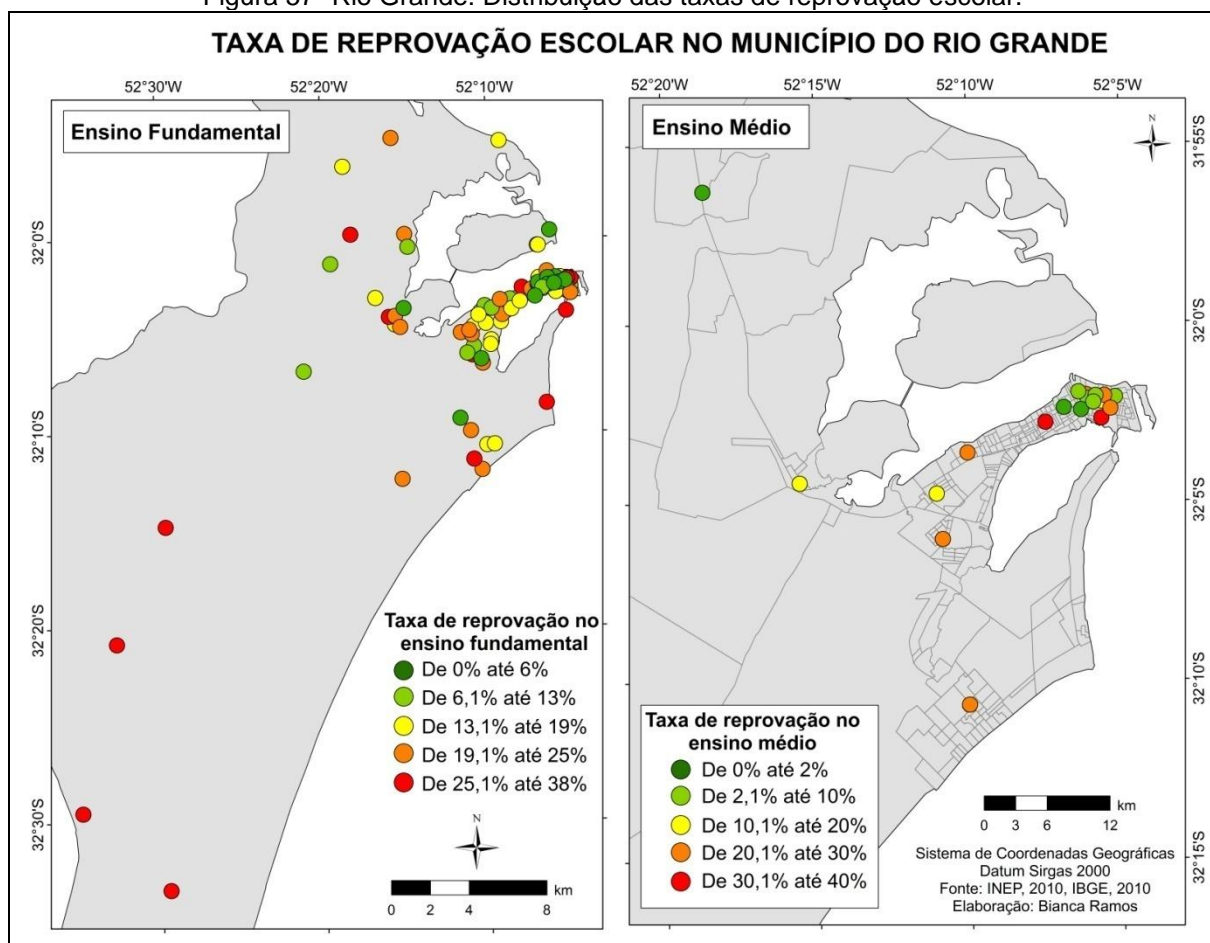 Figura 37- Rio Grande: Distribuição das taxas de reprovação escolar.
TAXA DE REPROVAÇÃO ESCOLAR NO MUNICÍPIO DO RIO GRANDE
52°30'W 52°20'W 52°10'W
Ensino Fundamental
32°0'S
32°10'S
32°20'S
32°30'S
Taxa de reprovação no
ensino fundamental
De 0% até 6%
De 6,1% até 13%
De 13,1% até 19%
De 19,1% até 25%
De 25,1% até 38%
N
km
0 2 4 8
52°20'W 52°15'W 52°10'W 52°5'W
Ensino Médio
N
31°55'S
32°0'S
32°5'S
32°10'S
32°15'S
Taxa de reprovação no
ensino médio
De 0% até 2%
De 2,1% até 10%
De 10,1% até 20%
De 20,1% até 30%
De 30,1% até 40%
km
0 3 6 12
Sistema de Coordenadas Geográficas
Datum Sirgas 2000
Fonte: INEP, 2010, IBGE, 2010
Elaboração: Bianca Ramos